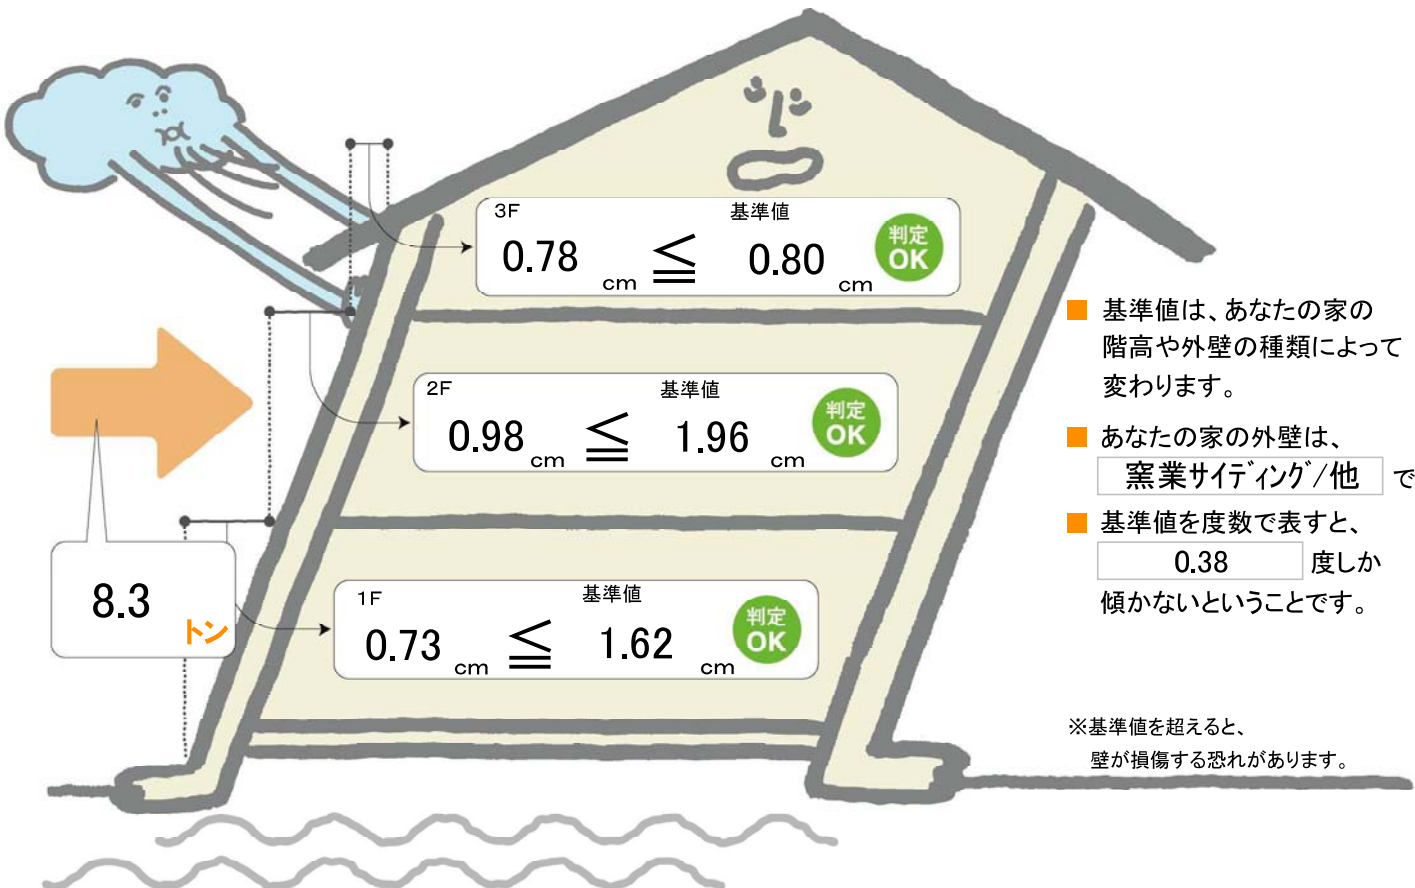 3F
基準値
0.78 cm ≦ 0.80 cm
判定
OK
2F
基準値
0.98 cm ≦ 1.96 cm
判定
OK
8.3 トン
1F
基準値
0.73 cm ≦ 1.62 cm
判定
OK
■ 基準値は、あなたの家の
階高や外壁の種類によって
変わります。
■ あなたの家の外壁は、
窯業サイディング/他 で
■ 基準値を度数で表すと、
0.38 度しか
傾かないということです。
※基準値を超えると、
壁が損傷する恐れがあります。